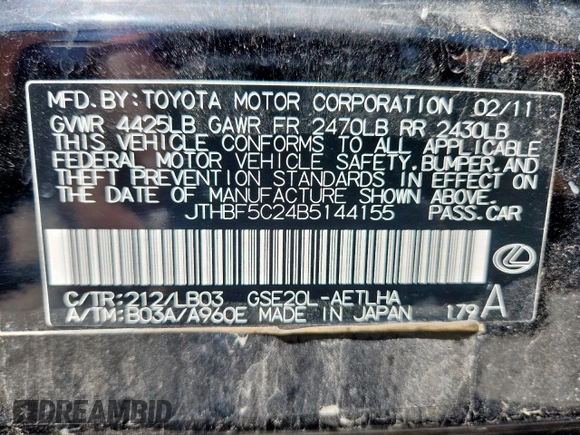 MFD. BY: TOYOTA MOTOR CORPORATION 02/11
GVWR 4425LB GAWR FR 2470LB RR 2430LB
THIS VEHICLE CONFORMS TO ALL APPLICABLE
FEDERAL MOTOR VEHICLE SAFETY, BUMPER, AND
THEFT PREVENTION STANDARDS IN EFFECT ON
THE DATE OF MANUFACTURE SHOWN ABOVE.
JTHBF5C24B5144155 PASS.CAR
C/TR:212/LB03 GSE20L-AETLHA
A/TM:B03A/A960E MADE IN JAPAN 179 A
DREAMBID